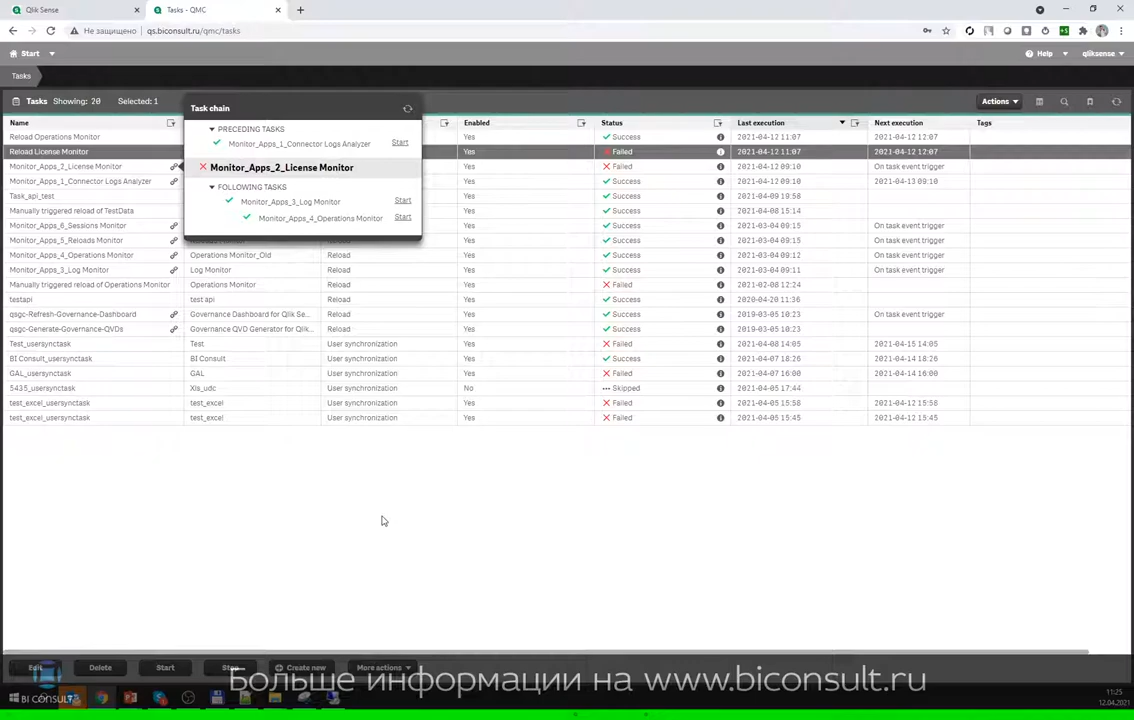 Qlik Sense
Tasks - QMC
Не защищено
qs.biconsult.ru/qmc/tasks
Start
Help
qliksense
Tasks
Tasks Showing: 20 Selected: 1
Actions
Task chain
PRECEDING TASKS
Monitor_Apps_1_Connector Logs Analyzer Start
Monitor_Apps_2_License Monitor
FOLLOWING TASKS
Monitor_Apps_3_Log Monitor Start
Monitor_Apps_4_Operations Monitor Start
Name Enabled Status Last execution Next execution Tags
Reload Operations Monitor Yes Success 2021-04-12 11:07 2021-04-12 12:07
Reload License Monitor Yes Failed 2021-04-12 11:07 2021-04-12 12:07
Monitor_Apps_2_License Monitor Yes Failed 2021-04-12 09:10 On task event trigger
Monitor_Apps_1_Connector Logs Analyzer Yes Success 2021-04-12 09:10 2021-04-13 09:10
Task_api_test Yes Success 2021-04-09 19:58
Manually triggered reload of TestData Yes Failed 2021-04-08 15:14
Monitor_Apps_6_Sessions Monitor Yes Success 2021-03-04 09:15 On task event trigger
Monitor_Apps_5_Reloads Monitor Yes Success 2021-03-04 09:15 On task event trigger
Monitor_Apps_4_Operations Monitor Operations Monitor_Old Reload Yes Success 2021-03-04 09:12 On task event trigger
Monitor_Apps_3_Log Monitor Log Monitor Reload Yes Success 2021-03-04 09:11 On task event trigger
Manually triggered reload of Operations Monitor Operations Monitor Reload Yes Failed 2021-02-08 12:24
testapi test api Reload Yes Success 2020-04-20 11:36
qsgc-Refresh-Governance-Dashboard Governance Dashboard for Qlik Se... Reload Yes Success 2019-03-05 10:23 On task event trigger
qsgc-Generate-Governance-QVDs Governance QVD Generator for Qlik... Reload Yes Success 2019-03-05 10:23
Test_usersynctask Test User synchronization Yes Failed 2021-04-08 14:05 2021-04-15 14:05
BI Consult_usersynctask BI Consult User synchronization Yes Success 2021-04-07 18:26 2021-04-14 18:26
GAL_usersynctask GAL User synchronization Yes Failed 2021-04-07 16:00 2021-04-14 16:00
5435_usersynctask Xls_udc User synchronization No Skipped 2021-04-05 17:44
test_excel_usersynctask test_excel User synchronization Yes Failed 2021-04-05 15:58 2021-04-12 15:58
test_excel_usersynctask test_excel User synchronization Yes Failed 2021-04-05 15:45 2021-04-12 15:45
Edit Delete Start Stop Create new More actions
Больше информации на www.biconsult.ru
BI CONSULT
11:25
12.04.2021